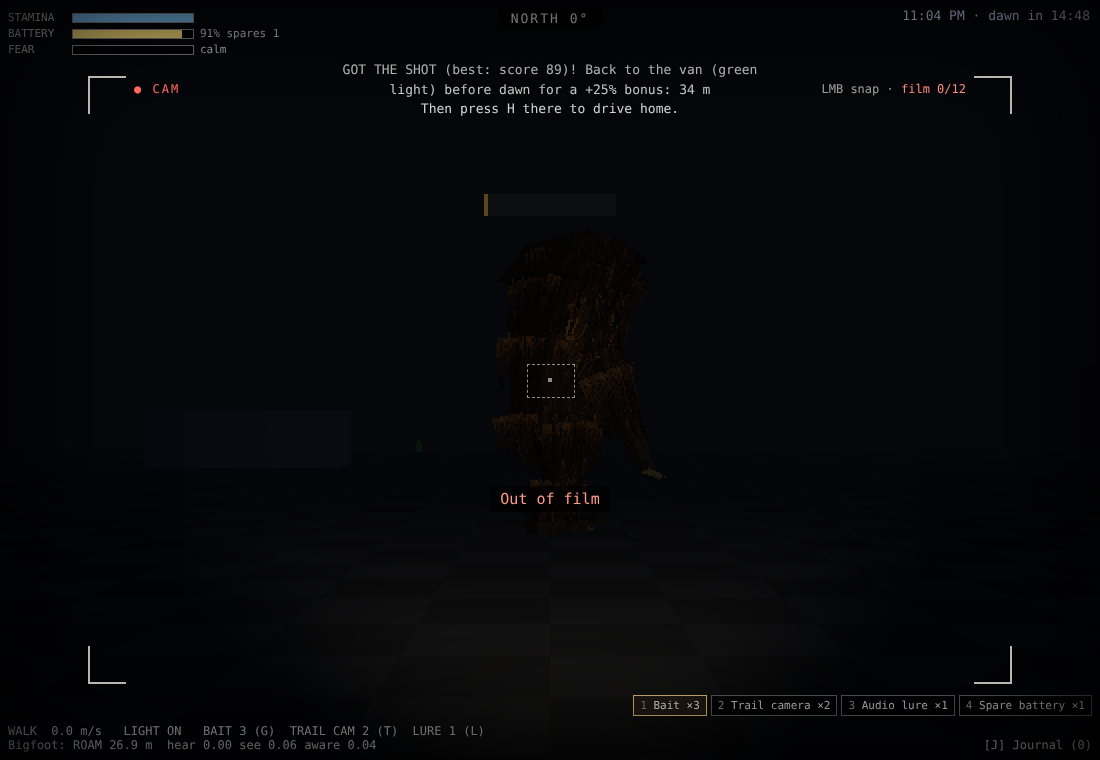 STAMINA
BATTERY 91% spares 1
FEAR calm
NORTH 0°
11:04 PM · dawn in 14:48
GOT THE SHOT (best: score 89)! Back to the van (green
light) before dawn for a +25% bonus: 34 m
Then press H there to drive home.
● CAM
LMB snap · film 0/12
Out of film
1 Bait ×3 2 Trail camera ×2 3 Audio lure ×1 4 Spare battery ×1
WALK 0.0 m/s LIGHT ON BAIT 3 (G) TRAIL CAM 2 (T) LURE 1 (L)
Bigfoot: ROAM 26.9 m hear 0.00 see 0.06 aware 0.04
[J] Journal (0)